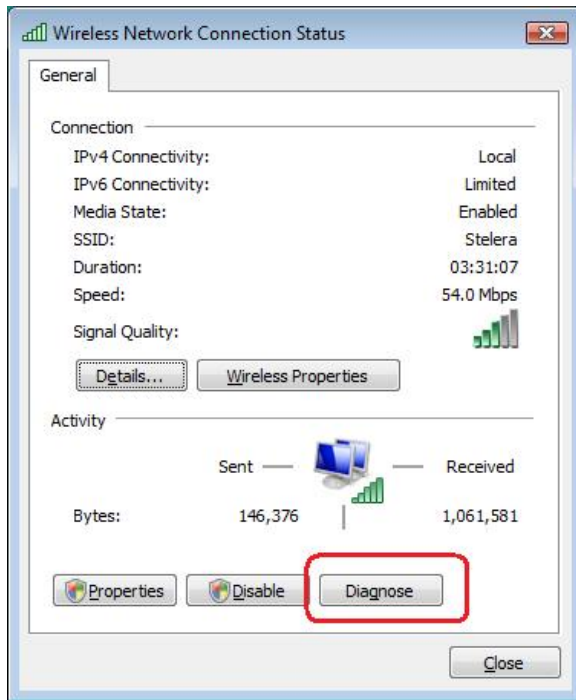 Wireless Network Connection Status
General
Connection
IPv4 Connectivity: Local
IPv6 Connectivity: Limited
Media State: Enabled
SSID: Stelera
Duration: 03:31:07
Speed: 54.0 Mbps
Signal Quality:
Details... Wireless Properties
Activity
Sent Received
Bytes: 146,376 1,061,581
Properties Disable Diagnose
Close